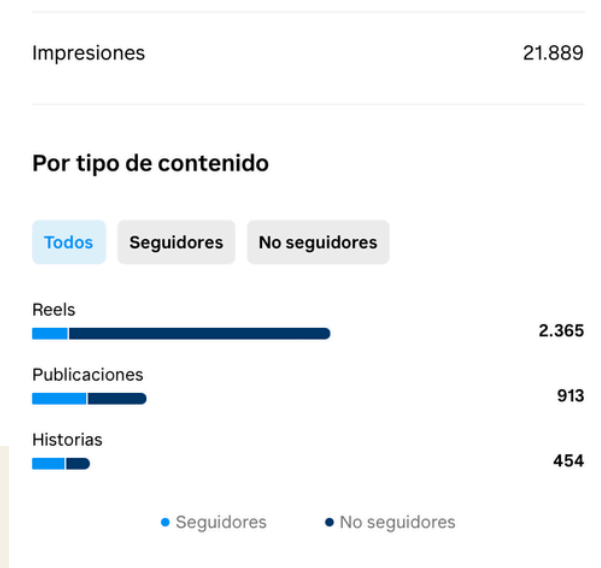 Impresiones 21.889
Por tipo de contenido
Todos Seguidores No seguidores
Reels
2.365
Publicaciones
913
Historias
454
Seguidores No seguidores